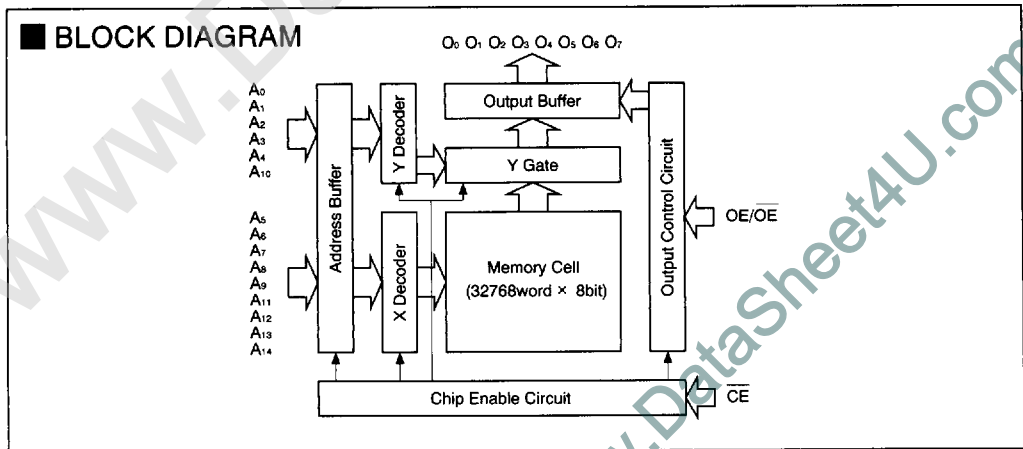 ■ BLOCK DIAGRAM
O₀ O₁ O₂ O₃ O₄ O₅ O₆ O₇
Output Buffer
Y Gate
Memory Cell
(32768word × 8bit)
A₀
A₁
A₂
A₃
A₄
A₁₀
A₅
A₆
A₇
A₈
A₉
A₁₁
A₁₂
A₁₃
A₁₄
Address Buffer
Y Decoder
X Decoder
Output Control Circuit
OE/O̅E̅
Chip Enable Circuit
C̅E̅
www.Da
www.DataSheet4U.com